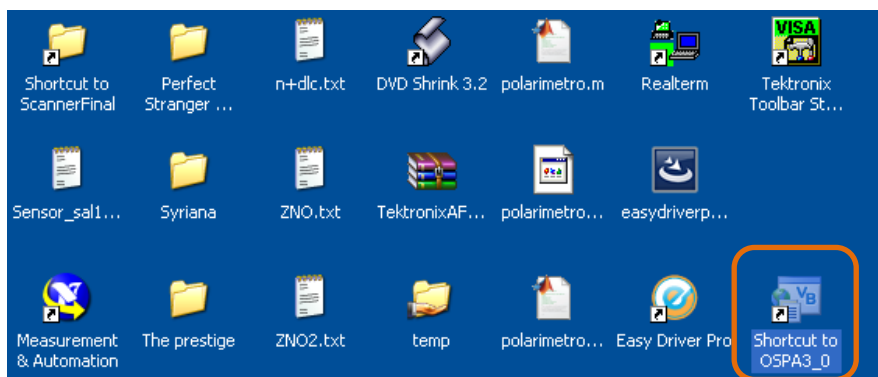 VISA
Shortcut to ScannerFinal
Perfect Stranger ...
n+dlc.txt
DVD Shrink 3.2
polarimetro.m
Realterm
Tektronix Toolbar St...
Sensor_sal1...
Syriana
ZNO.txt
TektronixAF...
polarimetro...
easydriverp...
VB
Measurement & Automation
The prestige
ZNO2.txt
temp
polarimetro...
Easy Driver Pro
Shortcut to OSPA3_0